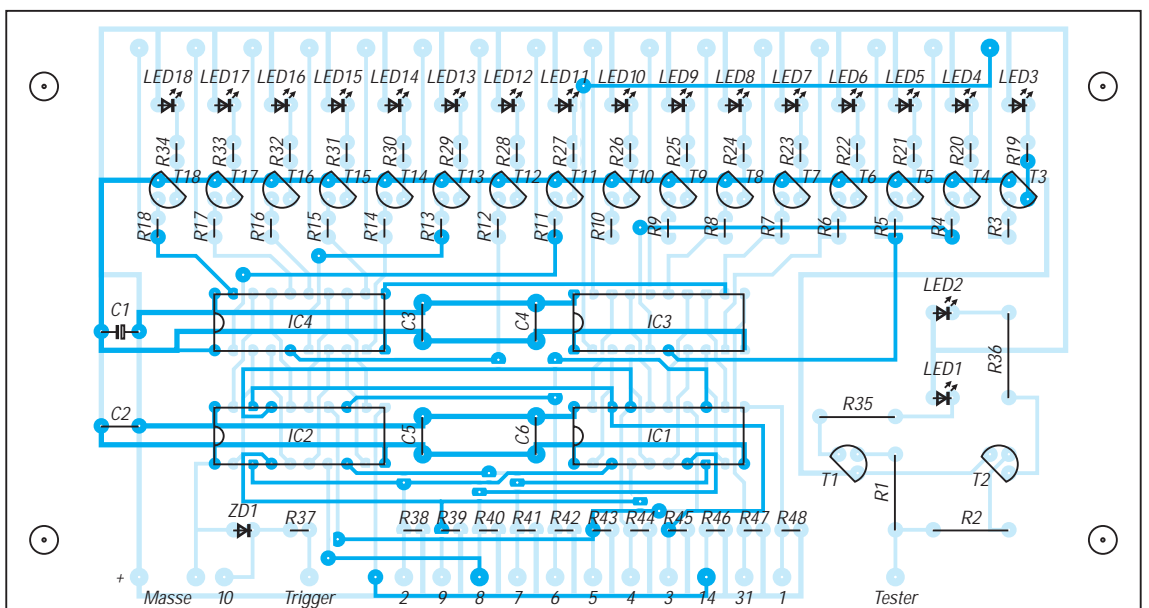 LED18 LED17 LED16 LED15 LED14 LED13 LED12 LED11 LED10 LED9 LED8 LED7 LED6 LED5 LED4 LED3
R34 R33 R32 R31 R30 R29 R28 R27 R26 R25 R24 R23 R22 R21 R20 R19
T18 T17 T16 T15 T14 T13 T12 T11 T10 T9 T8 T7 T6 T5 T4 T3
R18 R17 R16 R15 R14 R13 R12 R11 R10 R9 R8 R7 R6 R5 R4 R3
LED2
C1 IC4 C3 C4 IC3 R36
LED1
C2 IC2 C5 C6 IC1 R35
T1 R1 T2
ZD1 R37 R38 R39 R40 R41 R42 R43 R44 R45 R46 R47 R48 R2
+
Masse 10 Trigger 2 9 8 7 6 5 4 3 14 31 1 Tester